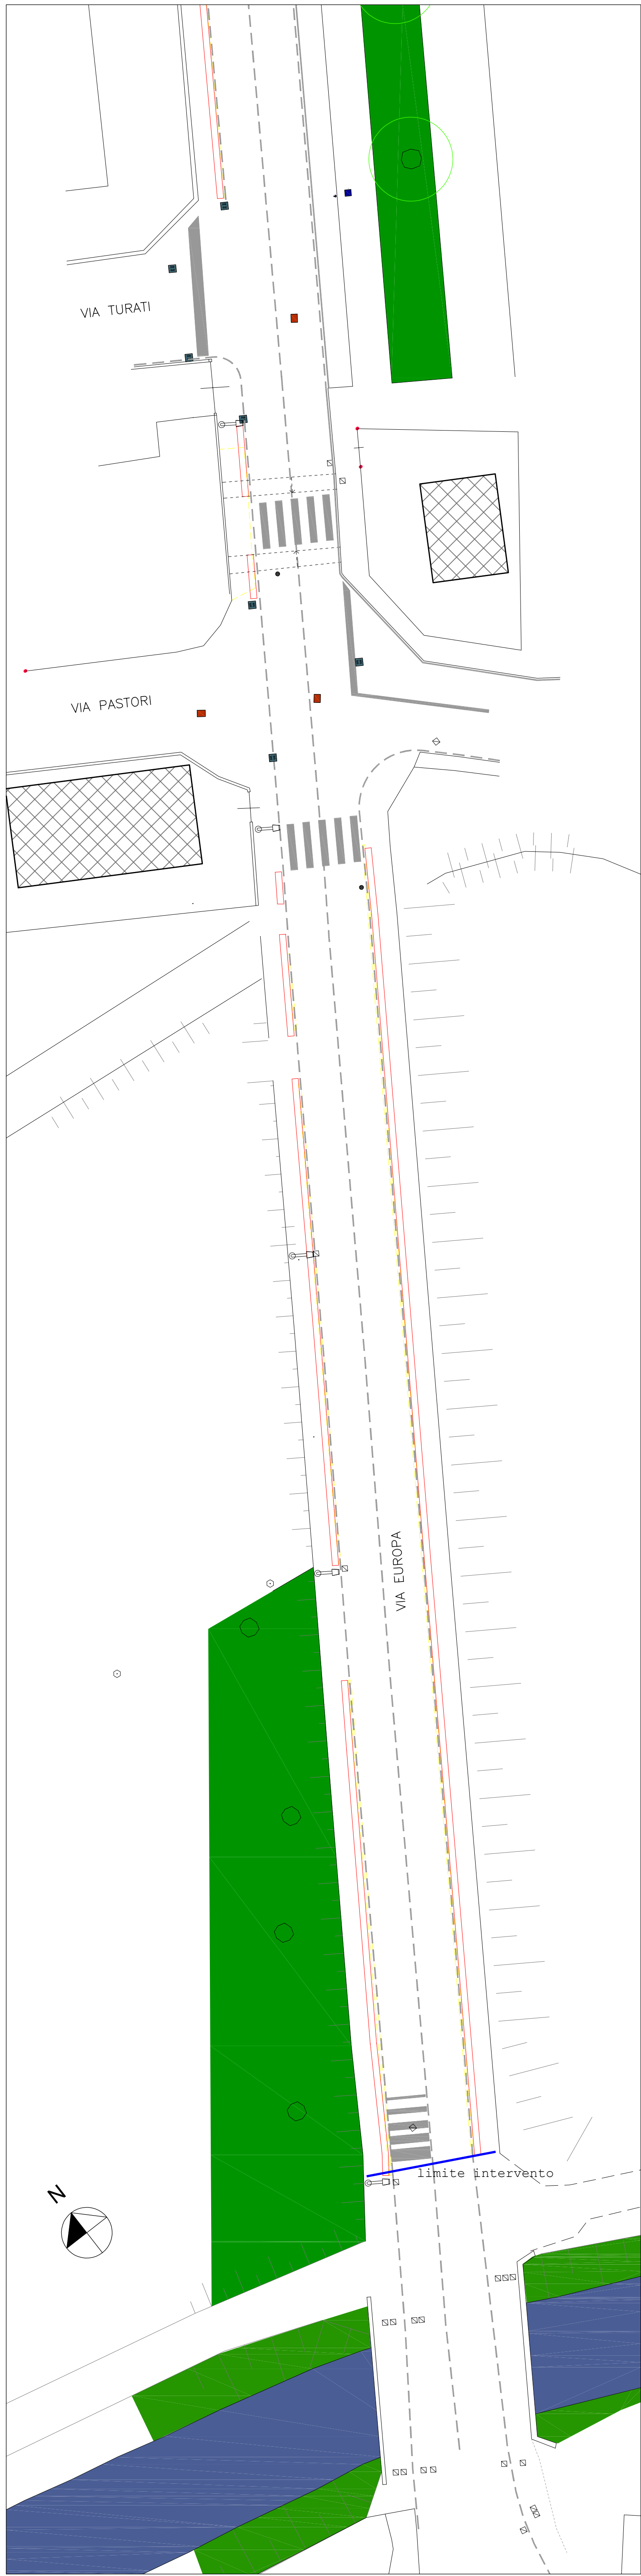 VIA TURATI
VIA PASTORI
VIA EUROPA
limite intervento
N